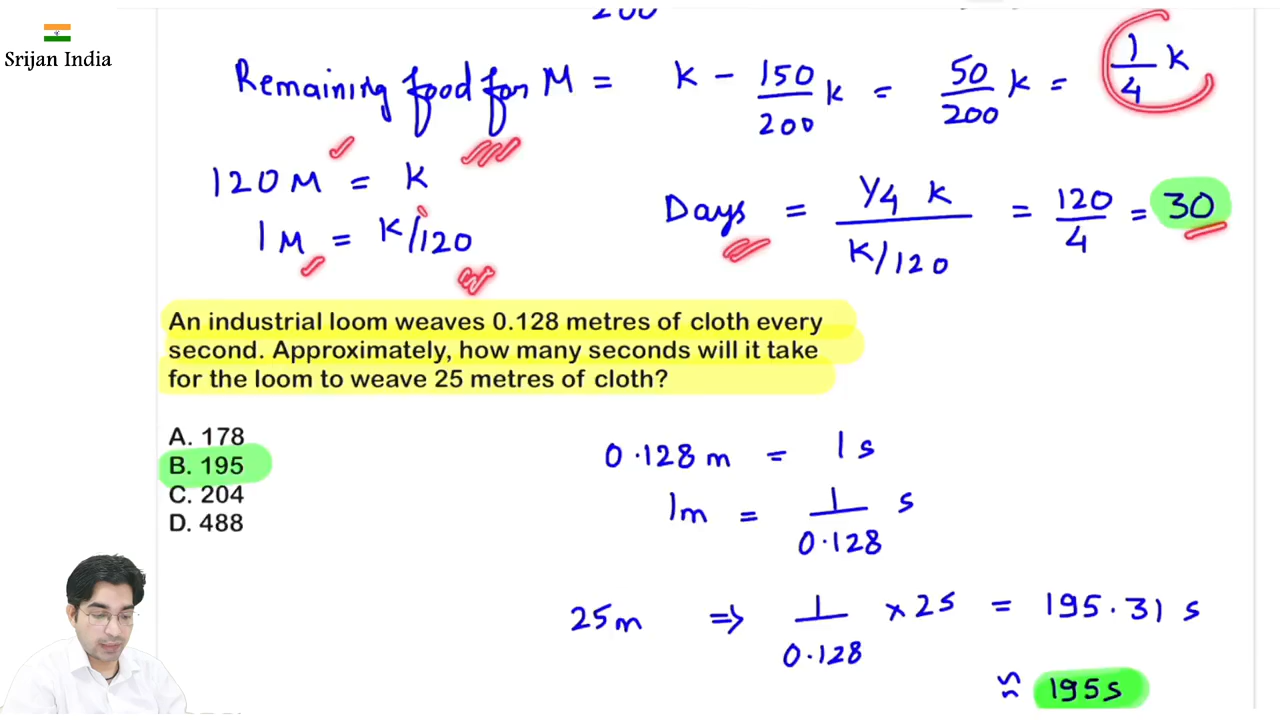 200
Srijan India
Remaining food for M = K - 150/200 K = 50/200 K = 1/4 K
120 M = K
1 M = K/120
Days = 1/4 K / K/120 = 120/4 = 30
An industrial loom weaves 0.128 metres of cloth every
second. Approximately, how many seconds will it take
for the loom to weave 25 metres of cloth?
A. 178
B. 195
C. 204
D. 488
0.128 m = 1 s
1m = 1/0.128 s
25 m ⇒ 1/0.128 × 25 = 195.31 s
≈ 195 s